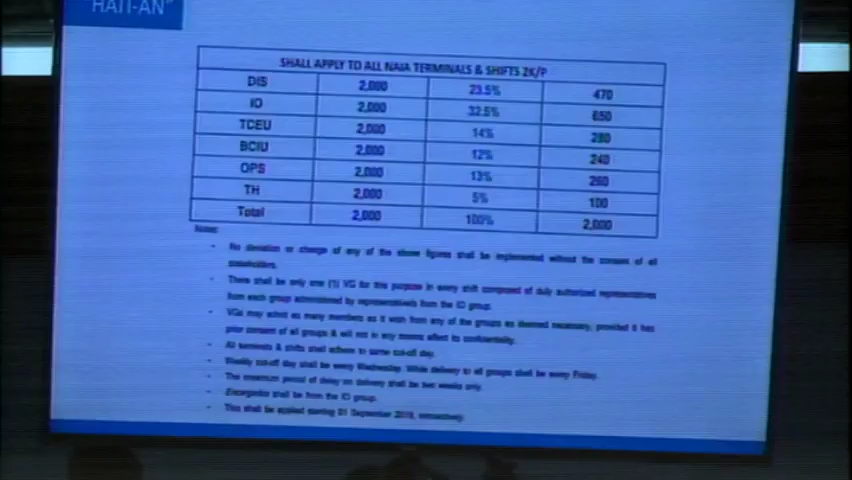 "HATI-AN"
SHALL APPLY TO ALL NAIA TERMINALS & SHIFTS 2K/P
DIS 2,000 23.5% 470
IO 2,000 32.5% 650
TCEU 2,000 14% 280
BCIU 2,000 12% 240
OPS 2,000 13% 260
TH 2,000 5% 100
Total 2,000 100% 2,000
Notes:
- No deviation or change of any of the above figures shall be implemented without the consent of all
stakeholders.
- There shall be only one (1) VG for this purpose in every shift composed of duly authorized representatives
from each group administered by representatives from the IO group.
- VGs may admit as many members as it wish from any of the groups as deemed necessary, provided it has
prior consent of all groups & will not in any means affect its confidentiality.
- All terminals & shifts shall adhere to same cut-off day.
- Weekly cut-off day shall be every Wednesday. While delivery to all groups shall be every Friday.
- The maximum period of delay on delivery shall be two weeks only.
- shall be from the IO group.
- This shall be applied starting 01 September 2019,